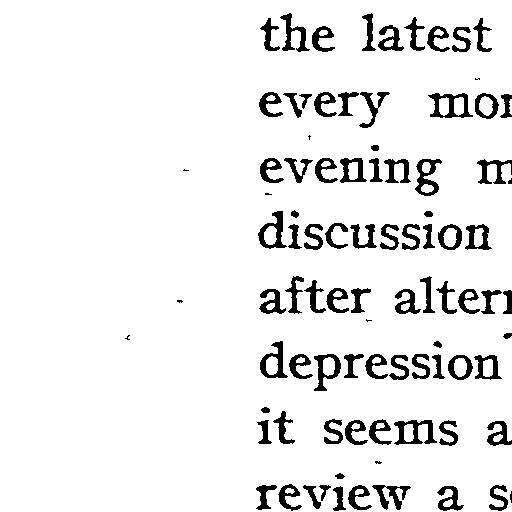 the latest
every mor
evening m
discussion
after altern
depression
it seems a
review a s